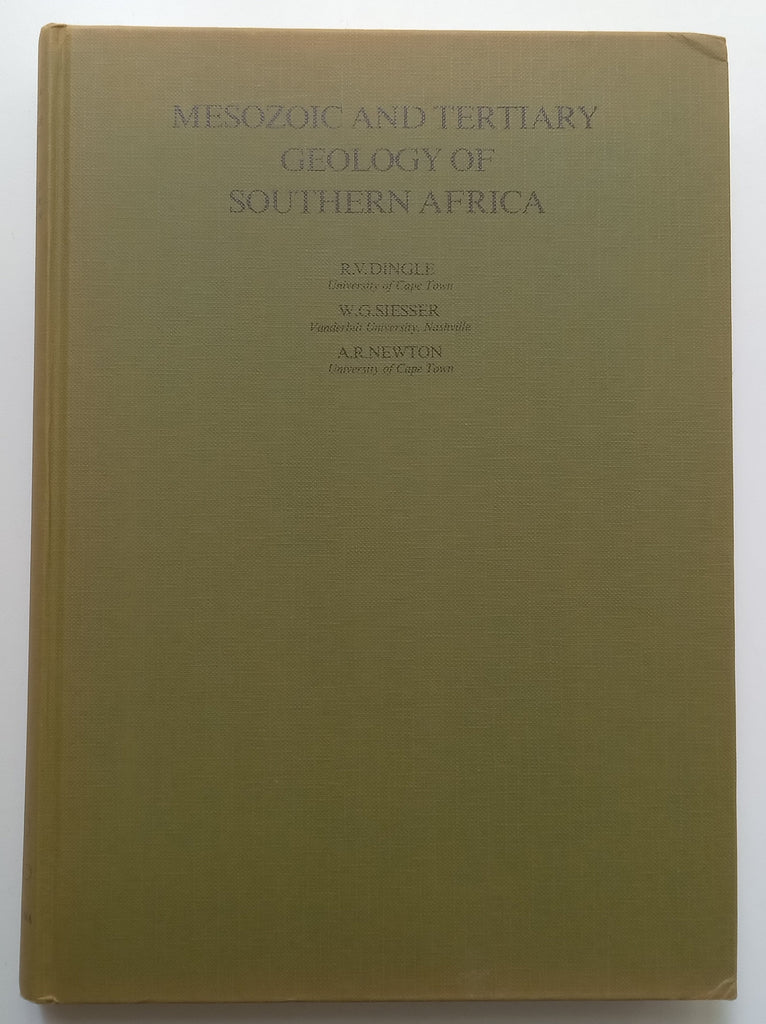 MESOZOIC AND TERTIARY
GEOLOGY OF
SOUTHERN AFRICA
R.V.DINGLE
University of Cape Town
W.G.SIESSER
Vanderbilt University, Nashville
A.R.NEWTON
University of Cape Town